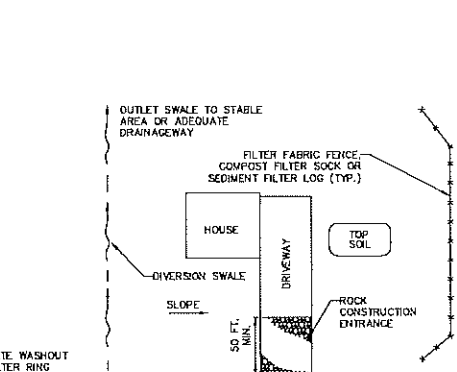 OUTLET SWALE TO STABLE
AREA OR ADEQUATE
DRAINAGEWAY
FILTER FABRIC FENCE,
COMPOST FILTER SOCK OR
SEDIMENT FILTER LOG (TYP.)
HOUSE
DRIVEWAY
TOP
SOIL
DIVERSION SWALE
SLOPE
ROCK
CONSTRUCTION
ENTRANCE
50 FT.
MIN.
TE WASHOUT
TER RING